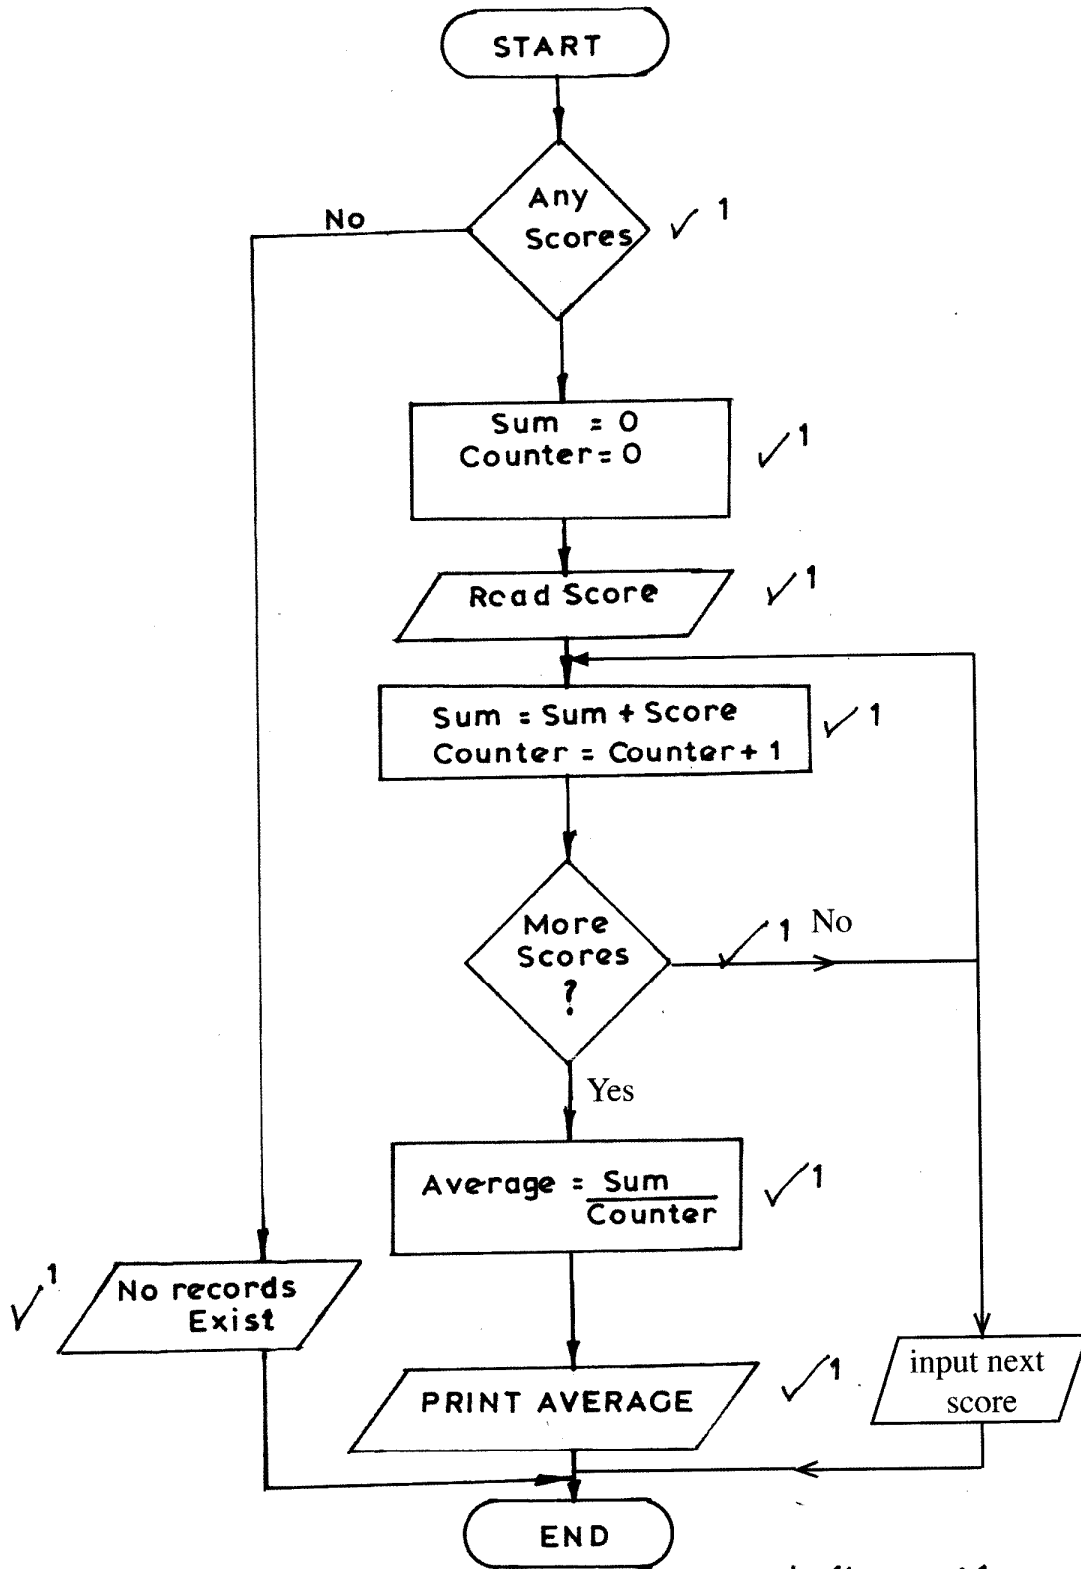 START
Any
Scores
1
No
Sum = 0
Counter = 0
1
Read Score
1
Sum = Sum + Score
Counter = Counter + 1
1
More
Scores
?
1
No
Yes
Average = Sum
Counter
1
No records
Exist
1
PRINT AVERAGE
1
input next
score
END